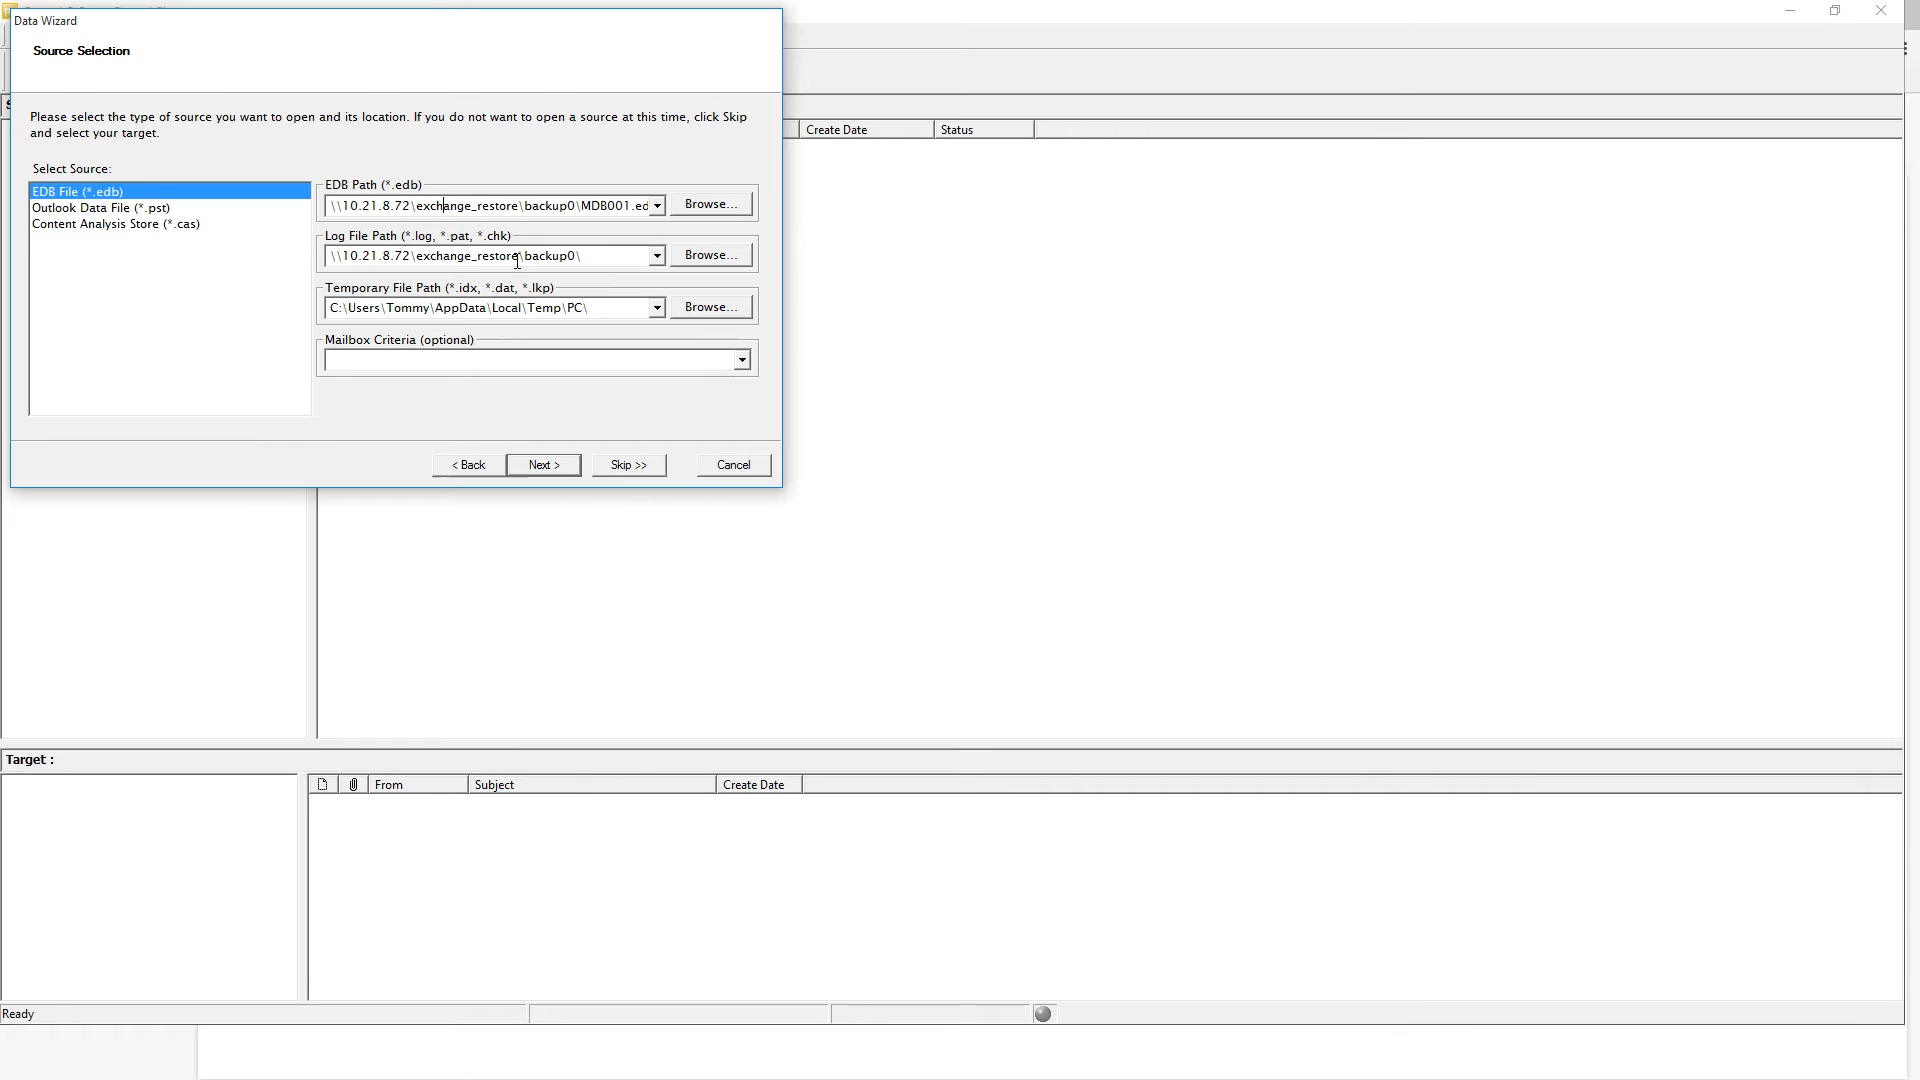 Data Wizard
Source Selection
Please select the type of source you want to open and its location. If you do not want to open a source at this time, click Skip
and select your target.
Select Source:
EDB File (*.edb)
Outlook Data File (*.pst)
Content Analysis Store (*.cas)
EDB Path (*.edb)
\\10.21.8.72\exchange_restore\backup0\MDB001.ed
Browse...
Log File Path (*.log, *.pat, *.chk)
\\10.21.8.72\exchange_restore\backup0\
Browse...
Temporary File Path (*.idx, *.dat, *.lkp)
C:\Users\Tommy\AppData\Local\Temp\PC\
Browse...
Mailbox Criteria (optional)
< Back
Next >
Skip >>
Cancel
Create Date
Status
Target :
From
Subject
Create Date
Ready